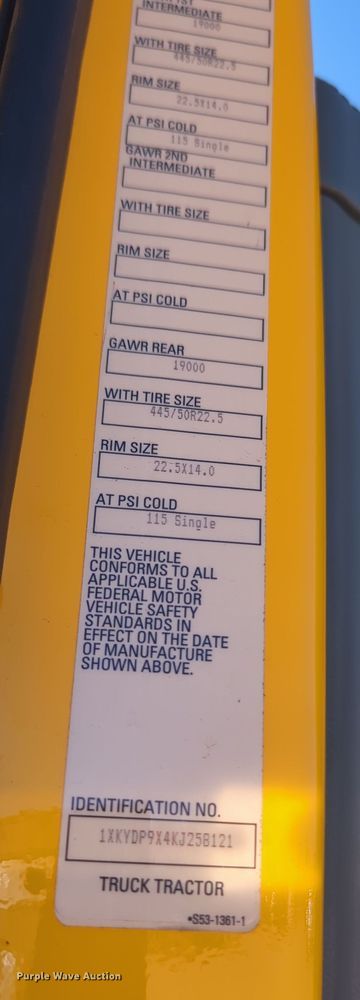 INTERMEDIATE
19000
WITH TIRE SIZE
445/50R22.5
RIM SIZE
22.5X14.0
AT PSI COLD
115 Single
GAWR 2ND
INTERMEDIATE
WITH TIRE SIZE
RIM SIZE
AT PSI COLD
GAWR REAR
19000
WITH TIRE SIZE
445/50R22.5
RIM SIZE
22.5X14.0
AT PSI COLD
115 Single
THIS VEHICLE
CONFORMS TO ALL
APPLICABLE U.S.
FEDERAL MOTOR
VEHICLE SAFETY
STANDARDS IN
EFFECT ON THE DATE
OF MANUFACTURE
SHOWN ABOVE.
IDENTIFICATION NO.
1XKYDP9X4KJ258121
TRUCK TRACTOR
•S53-1361-1
Purple Wave Auction